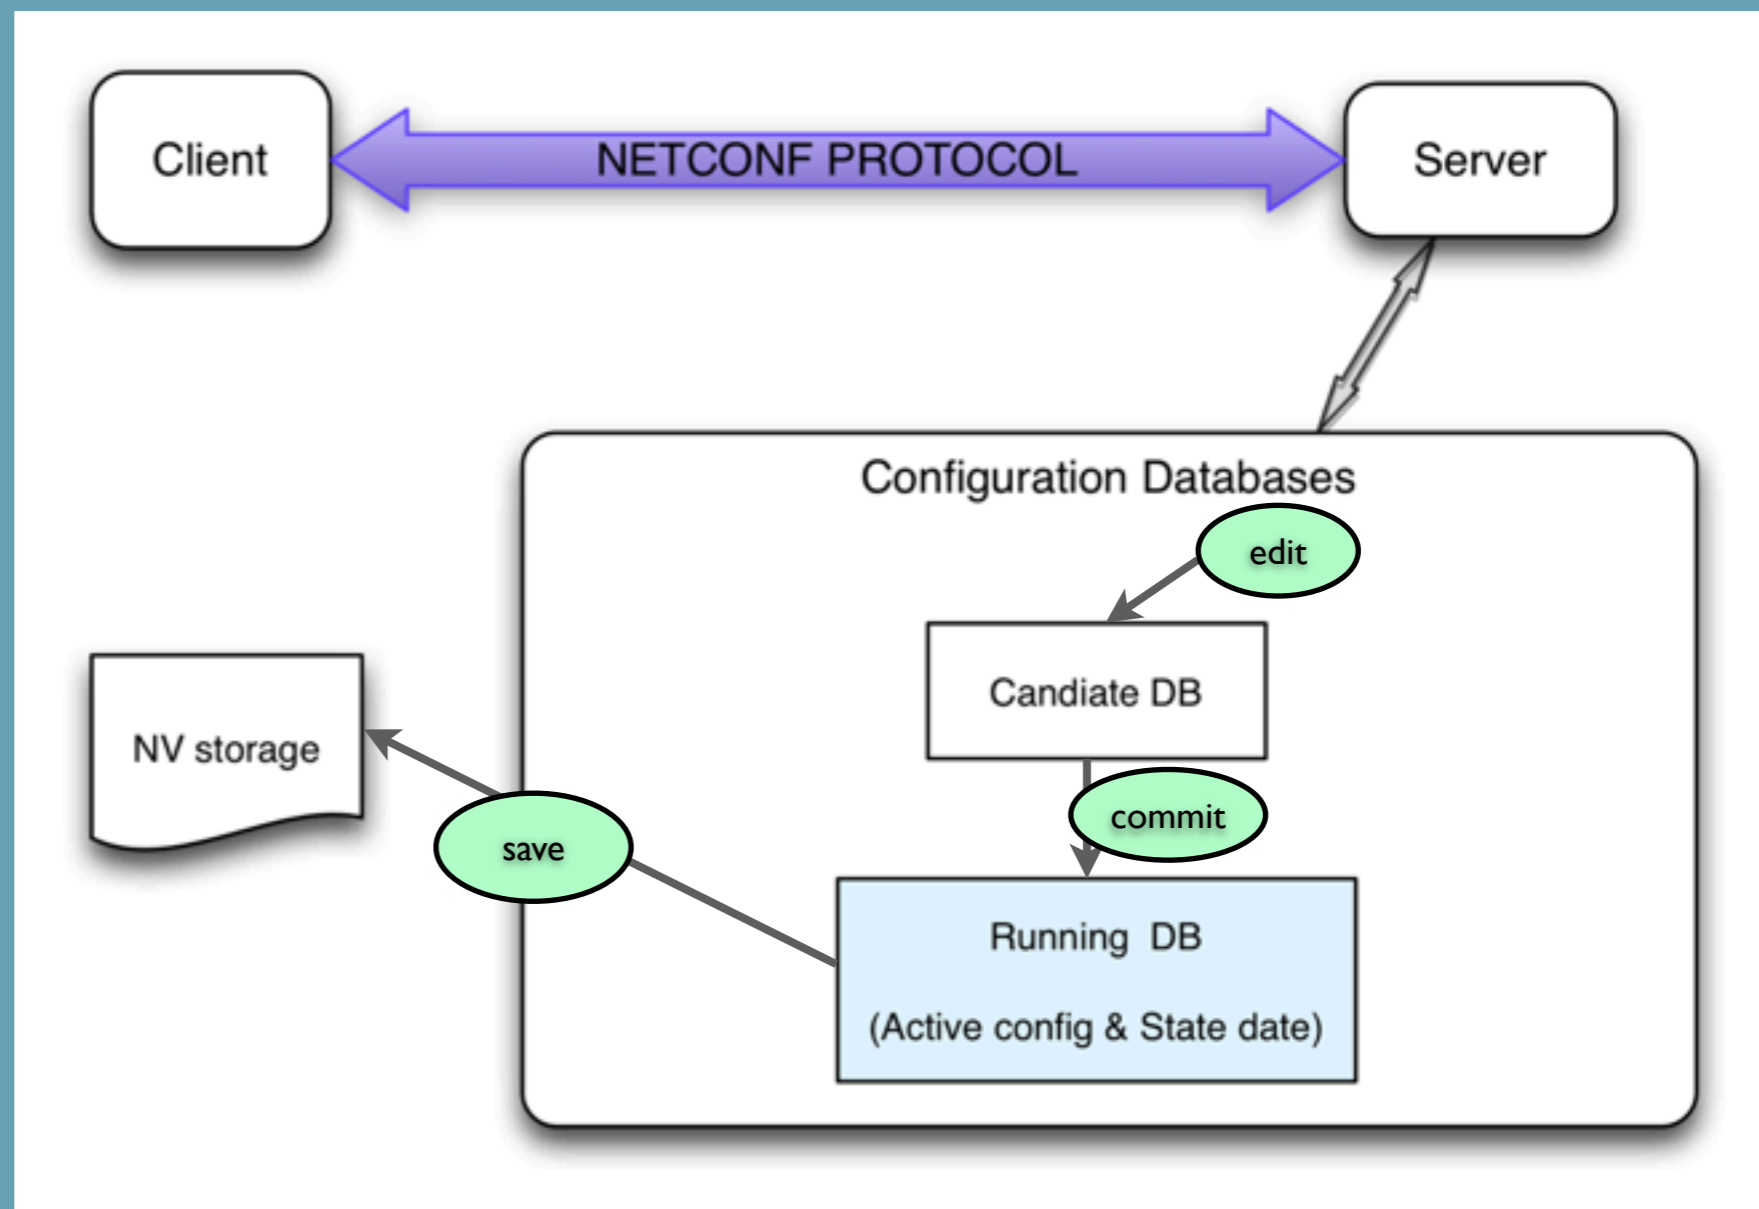 Client
NETCONF PROTOCOL
Server
Configuration Databases
edit
Candiate DB
NV storage
commit
save
Running DB
(Active config & State date)